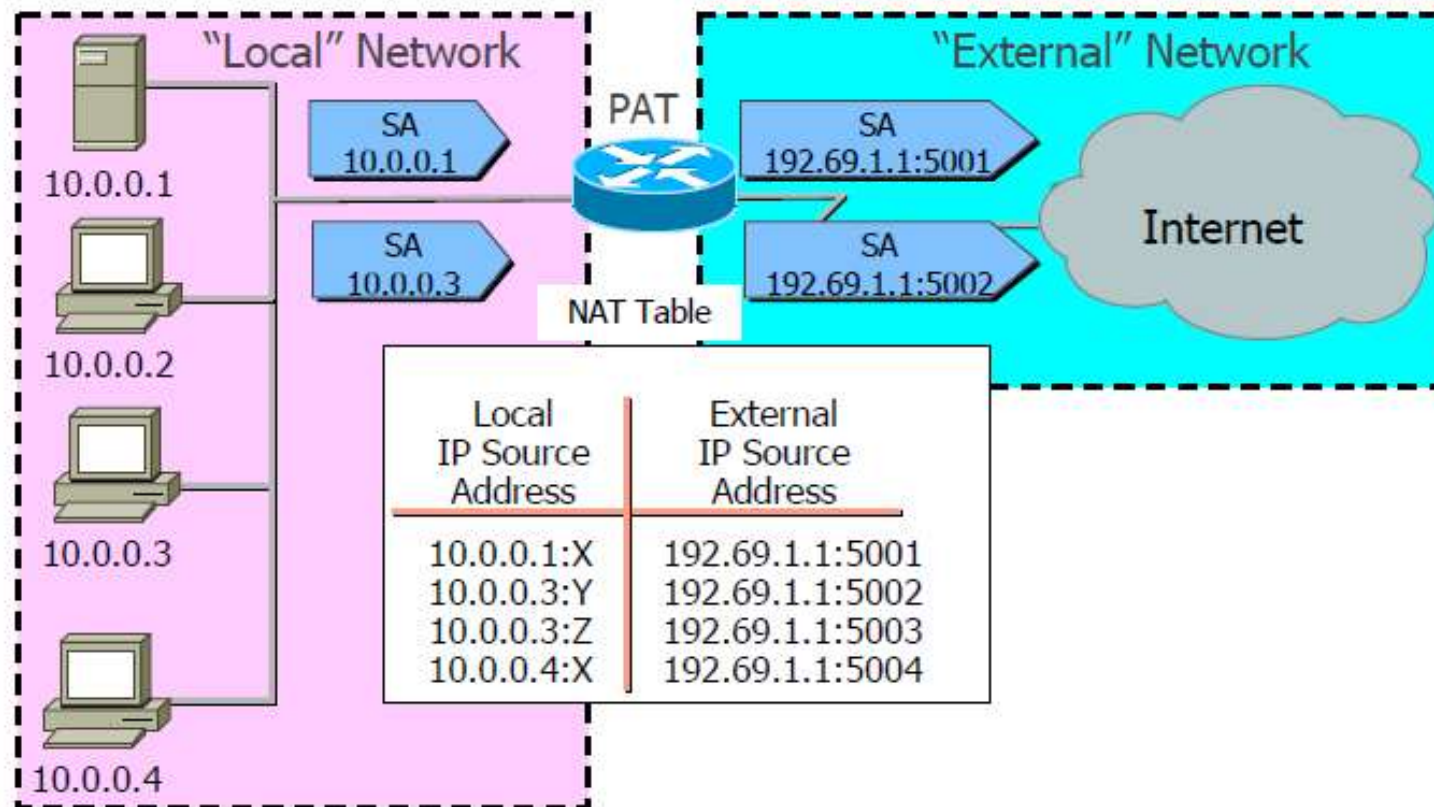 “Local” Network
“External” Network
PAT
SA
10.0.0.1
SA
192.69.1.1:5001
10.0.0.1
SA
10.0.0.3
SA
192.69.1.1:5002
Internet
10.0.0.2
NAT Table
Local
IP Source
Address
External
IP Source
Address
10.0.0.1:X 192.69.1.1:5001
10.0.0.3:Y 192.69.1.1:5002
10.0.0.3:Z 192.69.1.1:5003
10.0.0.4:X 192.69.1.1:5004
10.0.0.3
10.0.0.4